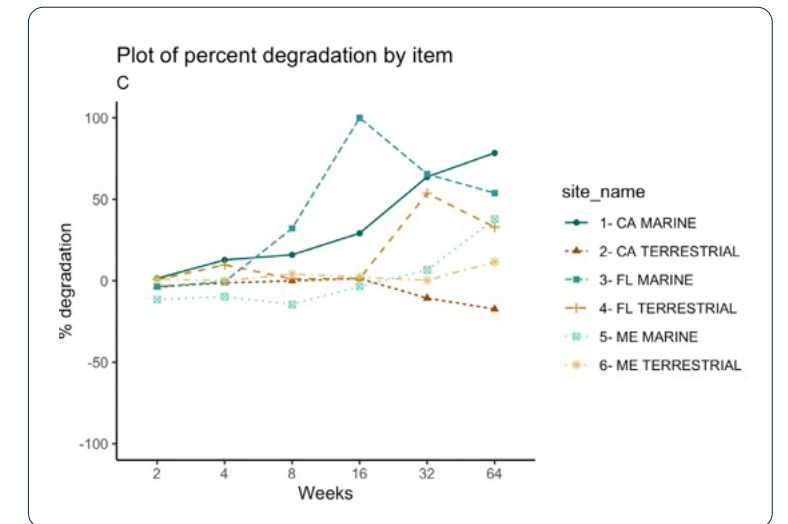 Plot of percent degradation by item
C
100
50
0
-50
-100
% degradation
2 4 8 16 32 64
Weeks
site_name
1- CA MARINE
2- CA TERRESTRIAL
3- FL MARINE
4- FL TERRESTRIAL
5- ME MARINE
6- ME TERRESTRIAL